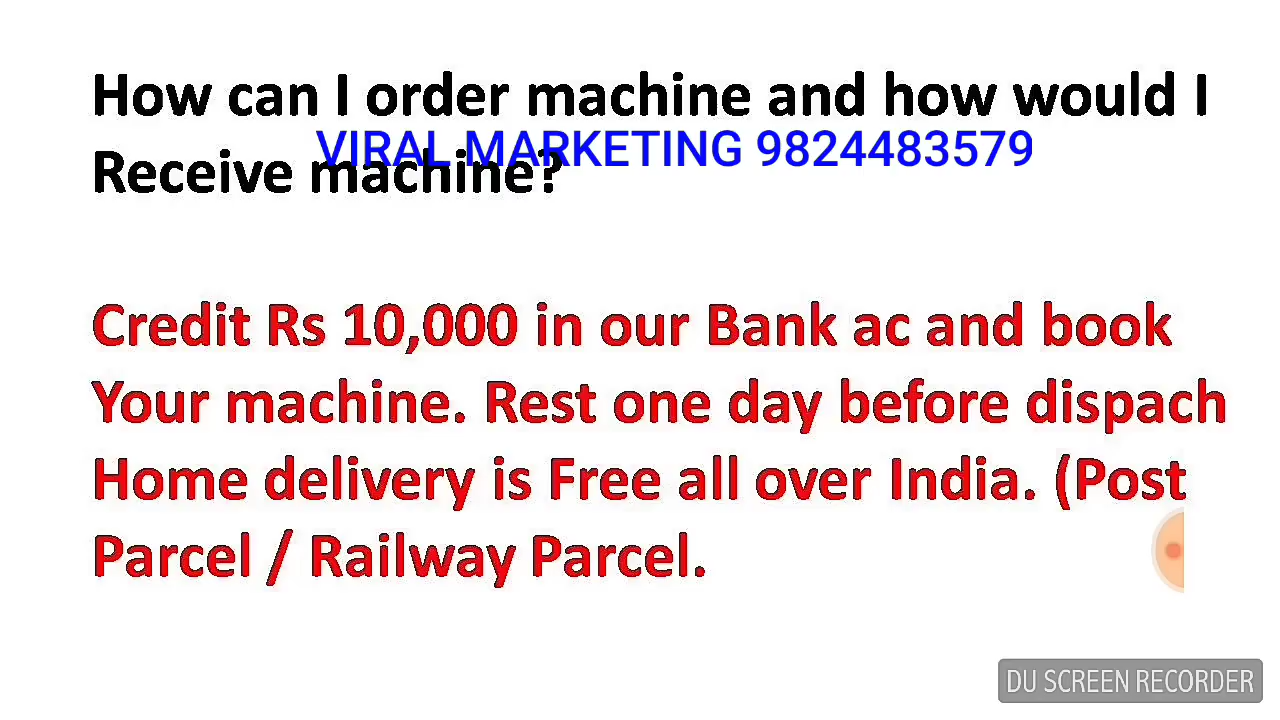 How can I order machine and how would I
VIRAL MARKETING 9824483579
Receive machine?
Credit Rs 10,000 in our Bank ac and book
Your machine. Rest one day before dispach
Home delivery is Free all over India. (Post
Parcel / Railway Parcel.
DU SCREEN RECORDER